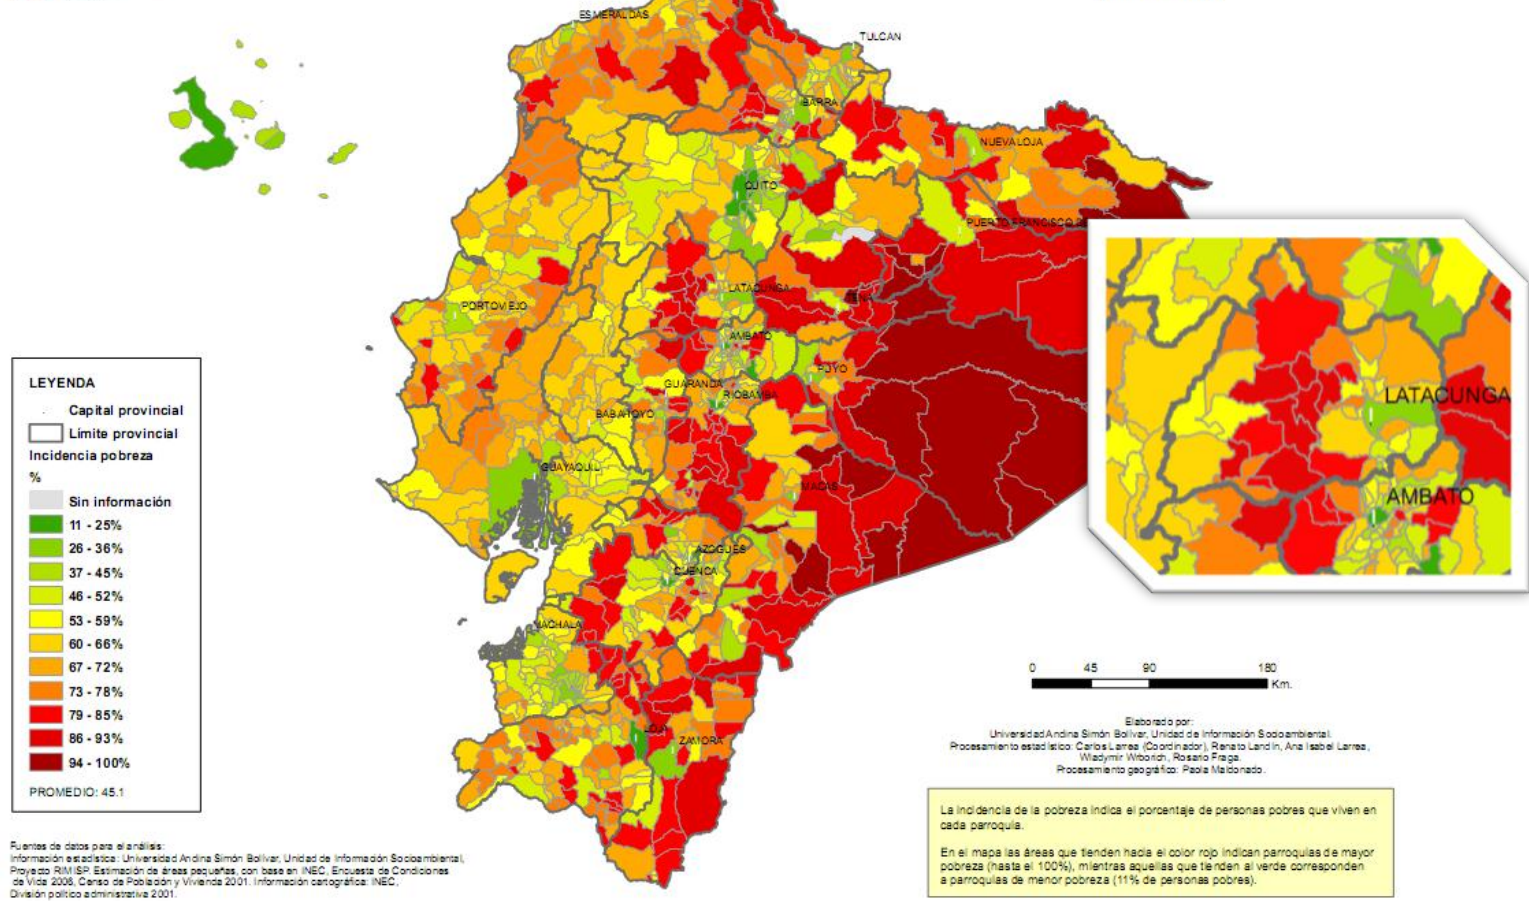 ESMERALDAS
TULCAN
IBARRA
NUEVA LOJA
QUITO
PUERTO FRANCISCO DE
PORTOVIEJO
LATACUNGA
TENA
AMBATO
PUYO
GUARANDA
RIOBAMBA
BABAHOYO
GUAYAQUIL
MACAS
AZOGUES
CUENCA
MACHALA
LOJA
ZAMORA
LATACUNGA
AMBATO
LEYENDA
Capital provincial
Límite provincial
Incidencia pobreza
%
Sin información
11 - 25%
26 - 36%
37 - 45%
46 - 52%
53 - 59%
60 - 66%
67 - 72%
73 - 78%
79 - 85%
86 - 93%
94 - 100%
PROMEDIO: 45.1
0 45 90 180
Km.
Elaborado por:
Universidad Andina Simón Bolívar, Unidad de Información Socioambiental.
Procesamiento estadístico: Carlos Larrea (Coordinador), Renato Landín, Ana Isabel Larrea,
Wladymir Wrborich, Rosario Fraga.
Procesamiento geográfico: Paola Maldonado.
La incidencia de la pobreza indica el porcentaje de personas pobres que viven en
cada parroquia.
En el mapa las áreas que tienden hacia el color rojo indican parroquias de mayor
pobreza (hasta el 100%), mientras aquellas que tienden al verde corresponden
a parroquias de menor pobreza (11% de personas pobres).
Fuentes de datos para el análisis:
Información estadística: Universidad Andina Simón Bolívar, Unidad de Información Socioambiental,
Proyecto RIMISP. Estimación de áreas pequeñas, con base en INEC, Encuesta de Condiciones
de Vida 2006, Censo de Población y Vivienda 2001. Información cartográfica: INEC,
División político administrativa 2001.